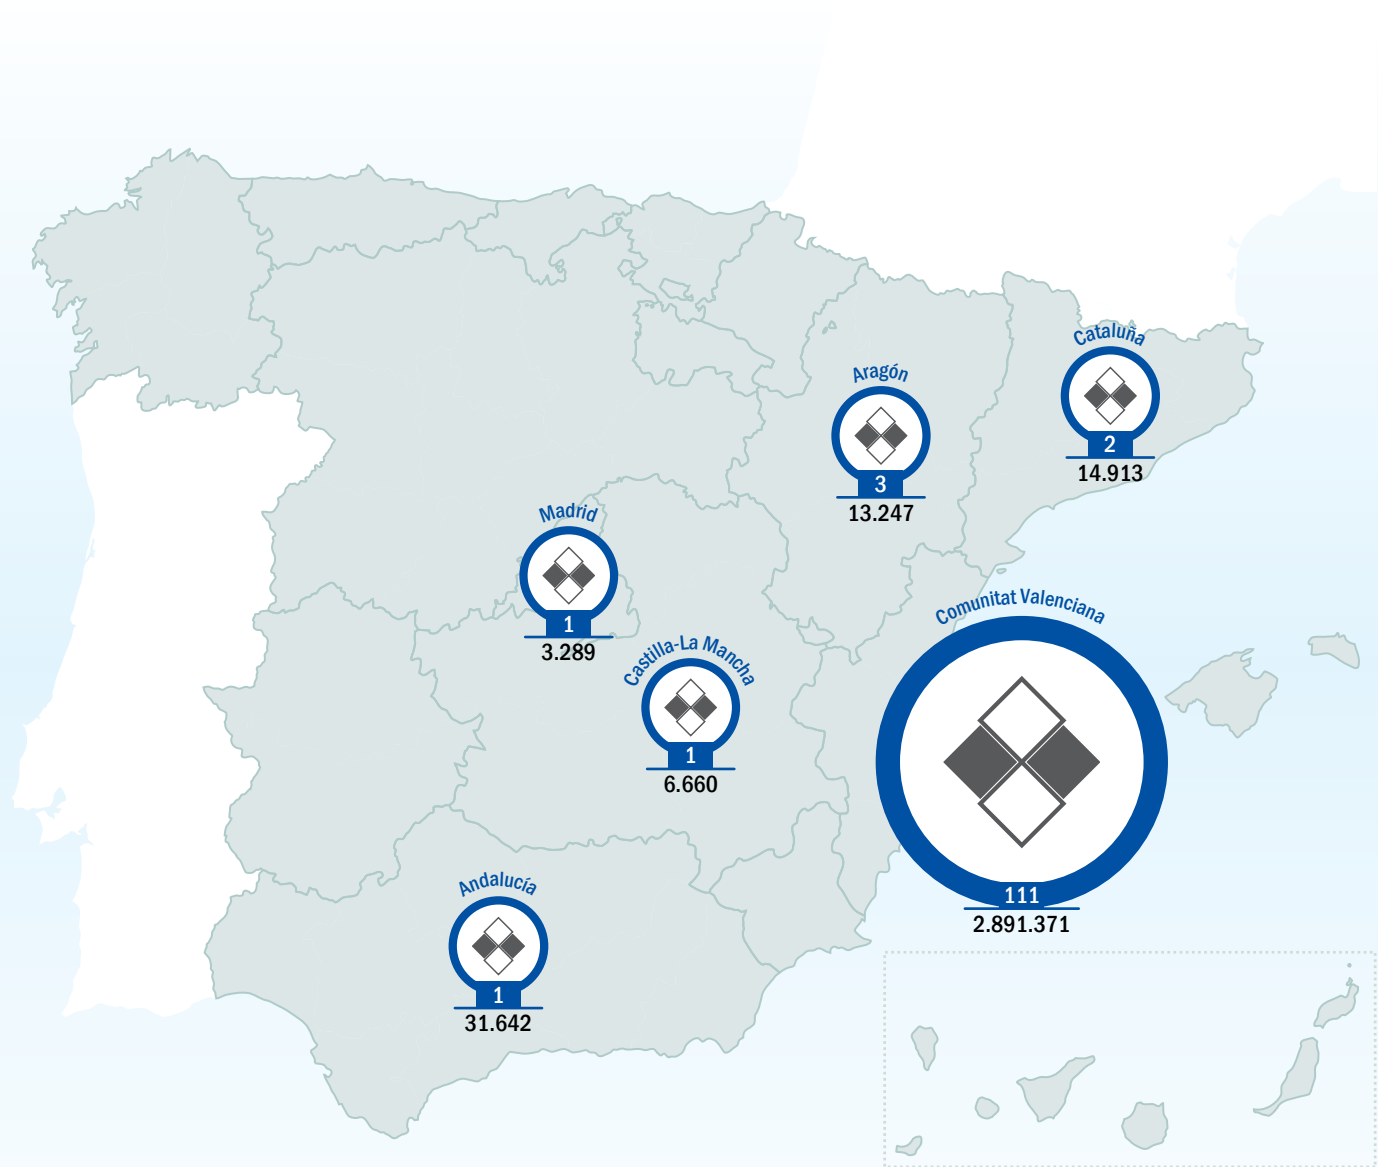 Cataluña
2
14.913
Aragón
3
13.247
Madrid
1
3.289
Comunitat Valenciana
111
2.891.371
Castilla-La Mancha
1
6.660
Andalucía
1
31.642